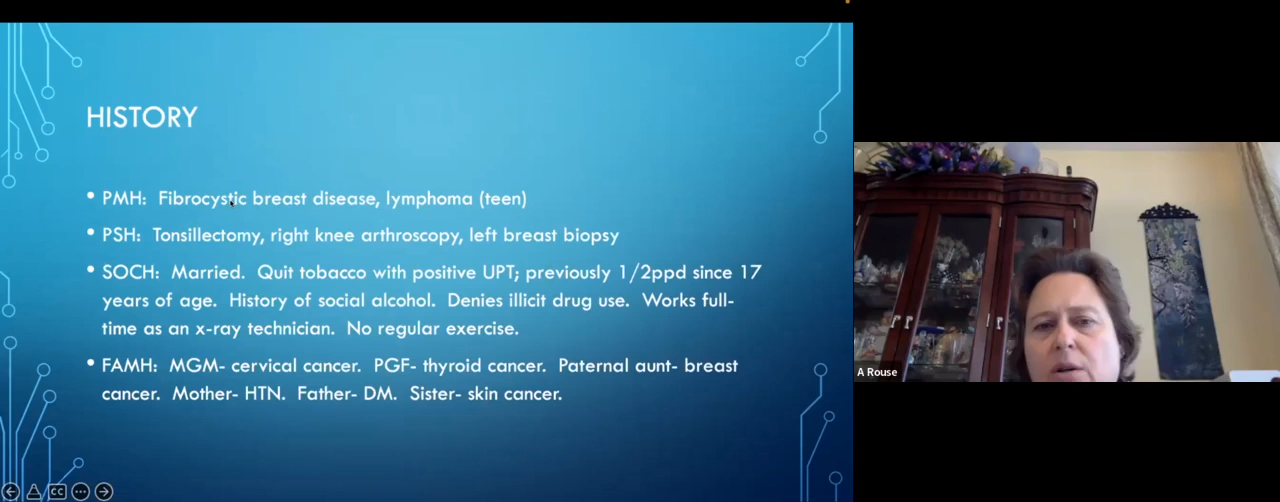 HISTORY
• PMH: Fibrocystic breast disease, lymphoma (teen)
• PSH: Tonsillectomy, right knee arthroscopy, left breast biopsy
• SOCH: Married. Quit tobacco with positive UPT; previously 1/2ppd since 17
years of age. History of social alcohol. Denies illicit drug use. Works full-
time as an x-ray technician. No regular exercise.
• FAMH: MGM- cervical cancer. PGF- thyroid cancer. Paternal aunt- breast
cancer. Mother- HTN. Father- DM. Sister- skin cancer.
CC
A Rouse